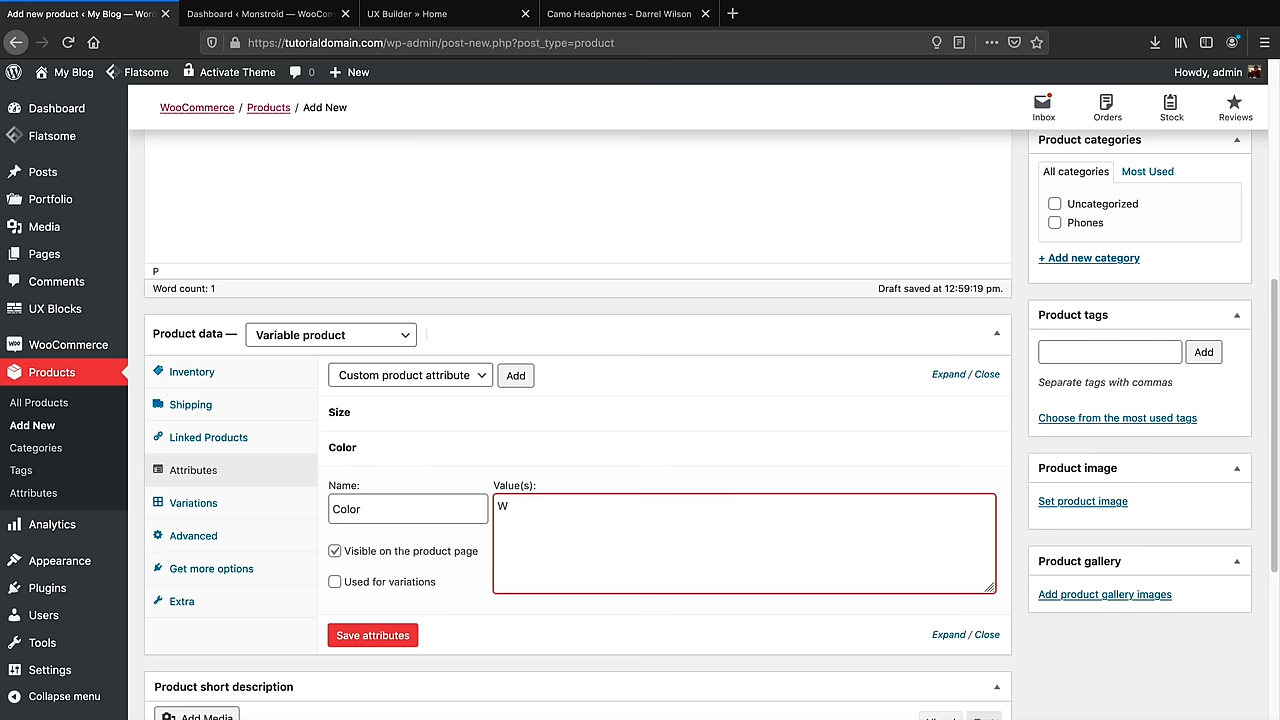 Add new product ‹ My Blog — Wor
Dashboard ‹ Monstroid — WooCom
UX Builder » Home
Camo Headphones - Darrel Wilson
https://tutorialdomain.com/wp-admin/post-new.php?post_type=product
My Blog
Flatsome
Activate Theme
0
New
Howdy, admin
Dashboard
Flatsome
Posts
Portfolio
Media
Pages
Comments
UX Blocks
WooCommerce
Products
All Products
Add New
Categories
Tags
Attributes
Analytics
Appearance
Plugins
Users
Tools
Settings
Collapse menu
WooCommerce / Products / Add New
Inbox
Orders
Stock
Reviews
P
Word count: 1
Draft saved at 12:59:19 pm.
Product data —
Variable product
Inventory
Shipping
Linked Products
Attributes
Variations
Advanced
Get more options
Extra
Custom product attribute
Add
Expand / Close
Size
Color
Name:
Value(s):
Color
W
Visible on the product page
Used for variations
Save attributes
Expand / Close
Product short description
Add Media
Product categories
All categories
Most Used
Uncategorized
Phones
+ Add new category
Product tags
Add
Separate tags with commas
Choose from the most used tags
Product image
Set product image
Product gallery
Add product gallery images